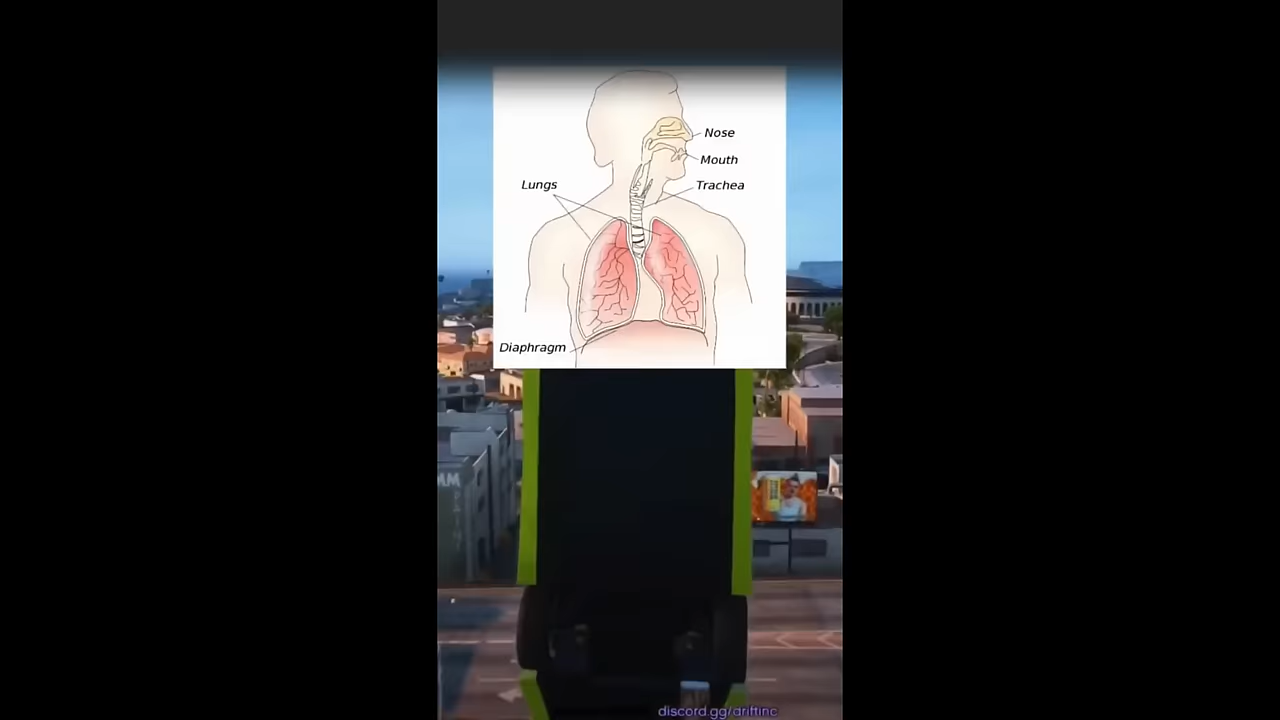 Nose
Mouth
Lungs
Trachea
Diaphragm
discord.gg/driftinc